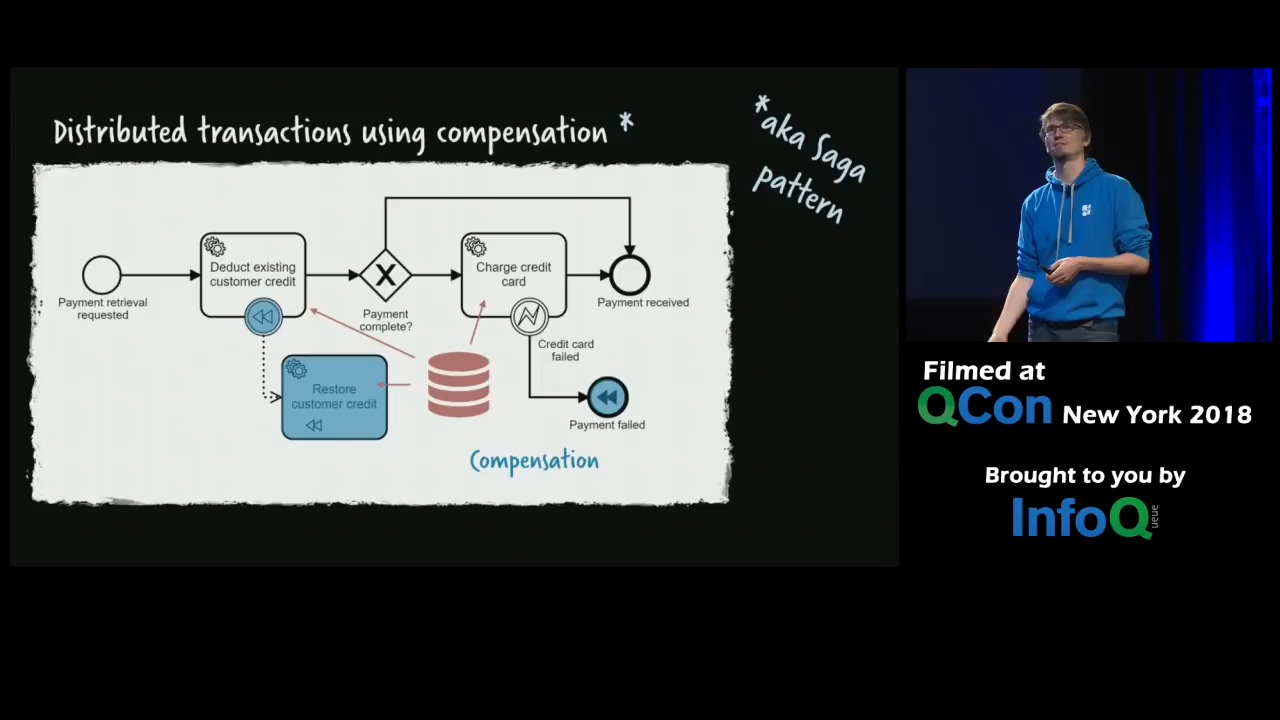 Distributed transactions using compensation *
*aka Saga
pattern
Deduct existing
customer credit
Charge credit
card
Payment retrieval
requested
Payment
complete?
Payment received
Credit card
failed
Restore
customer credit
Payment failed
Compensation
Filmed at
QCon New York 2018
Brought to you by
InfoQ
ueue